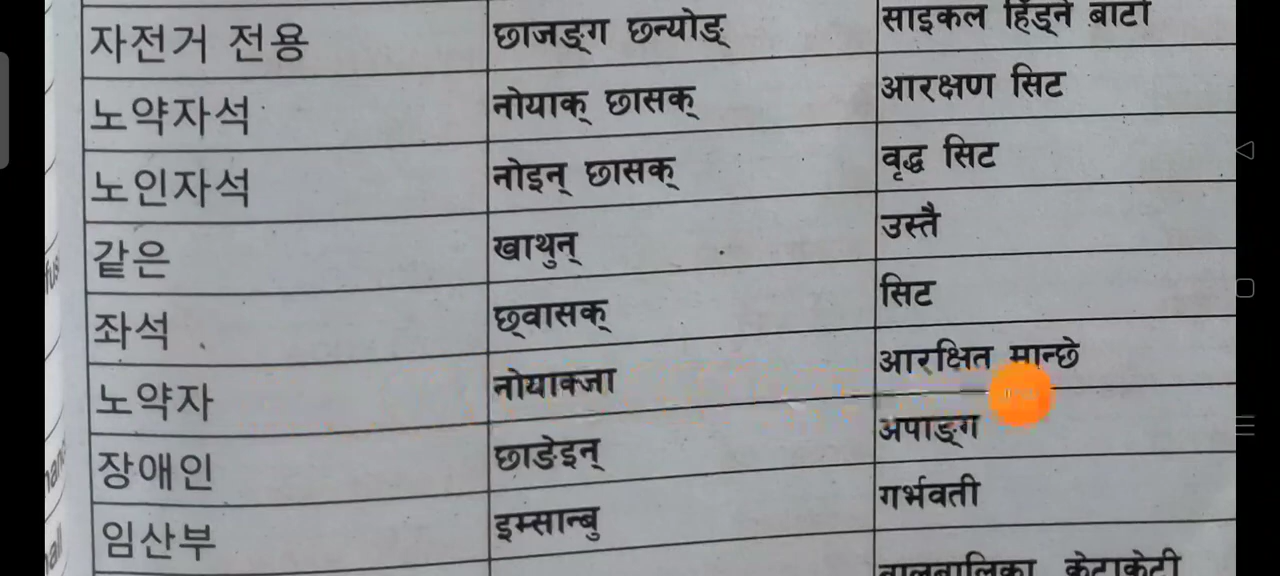 자전거 전용 छाजङ्ग छन्योङ् साइकल हिँड्ने बाटो
노약자석 नोयाक् छासक् आरक्षण सिट
노인자석 नोइन् छासक् वृद्ध सिट
같은 खाथुन् उस्तै
좌석 छ्वासक् सिट
노약자 नोयाक्जा आरक्षित मान्छे
장애인 छाङेइन् अपाङ्ग
임산부 इम्सान्बु गर्भवती
बालबालिका केटाकेटी